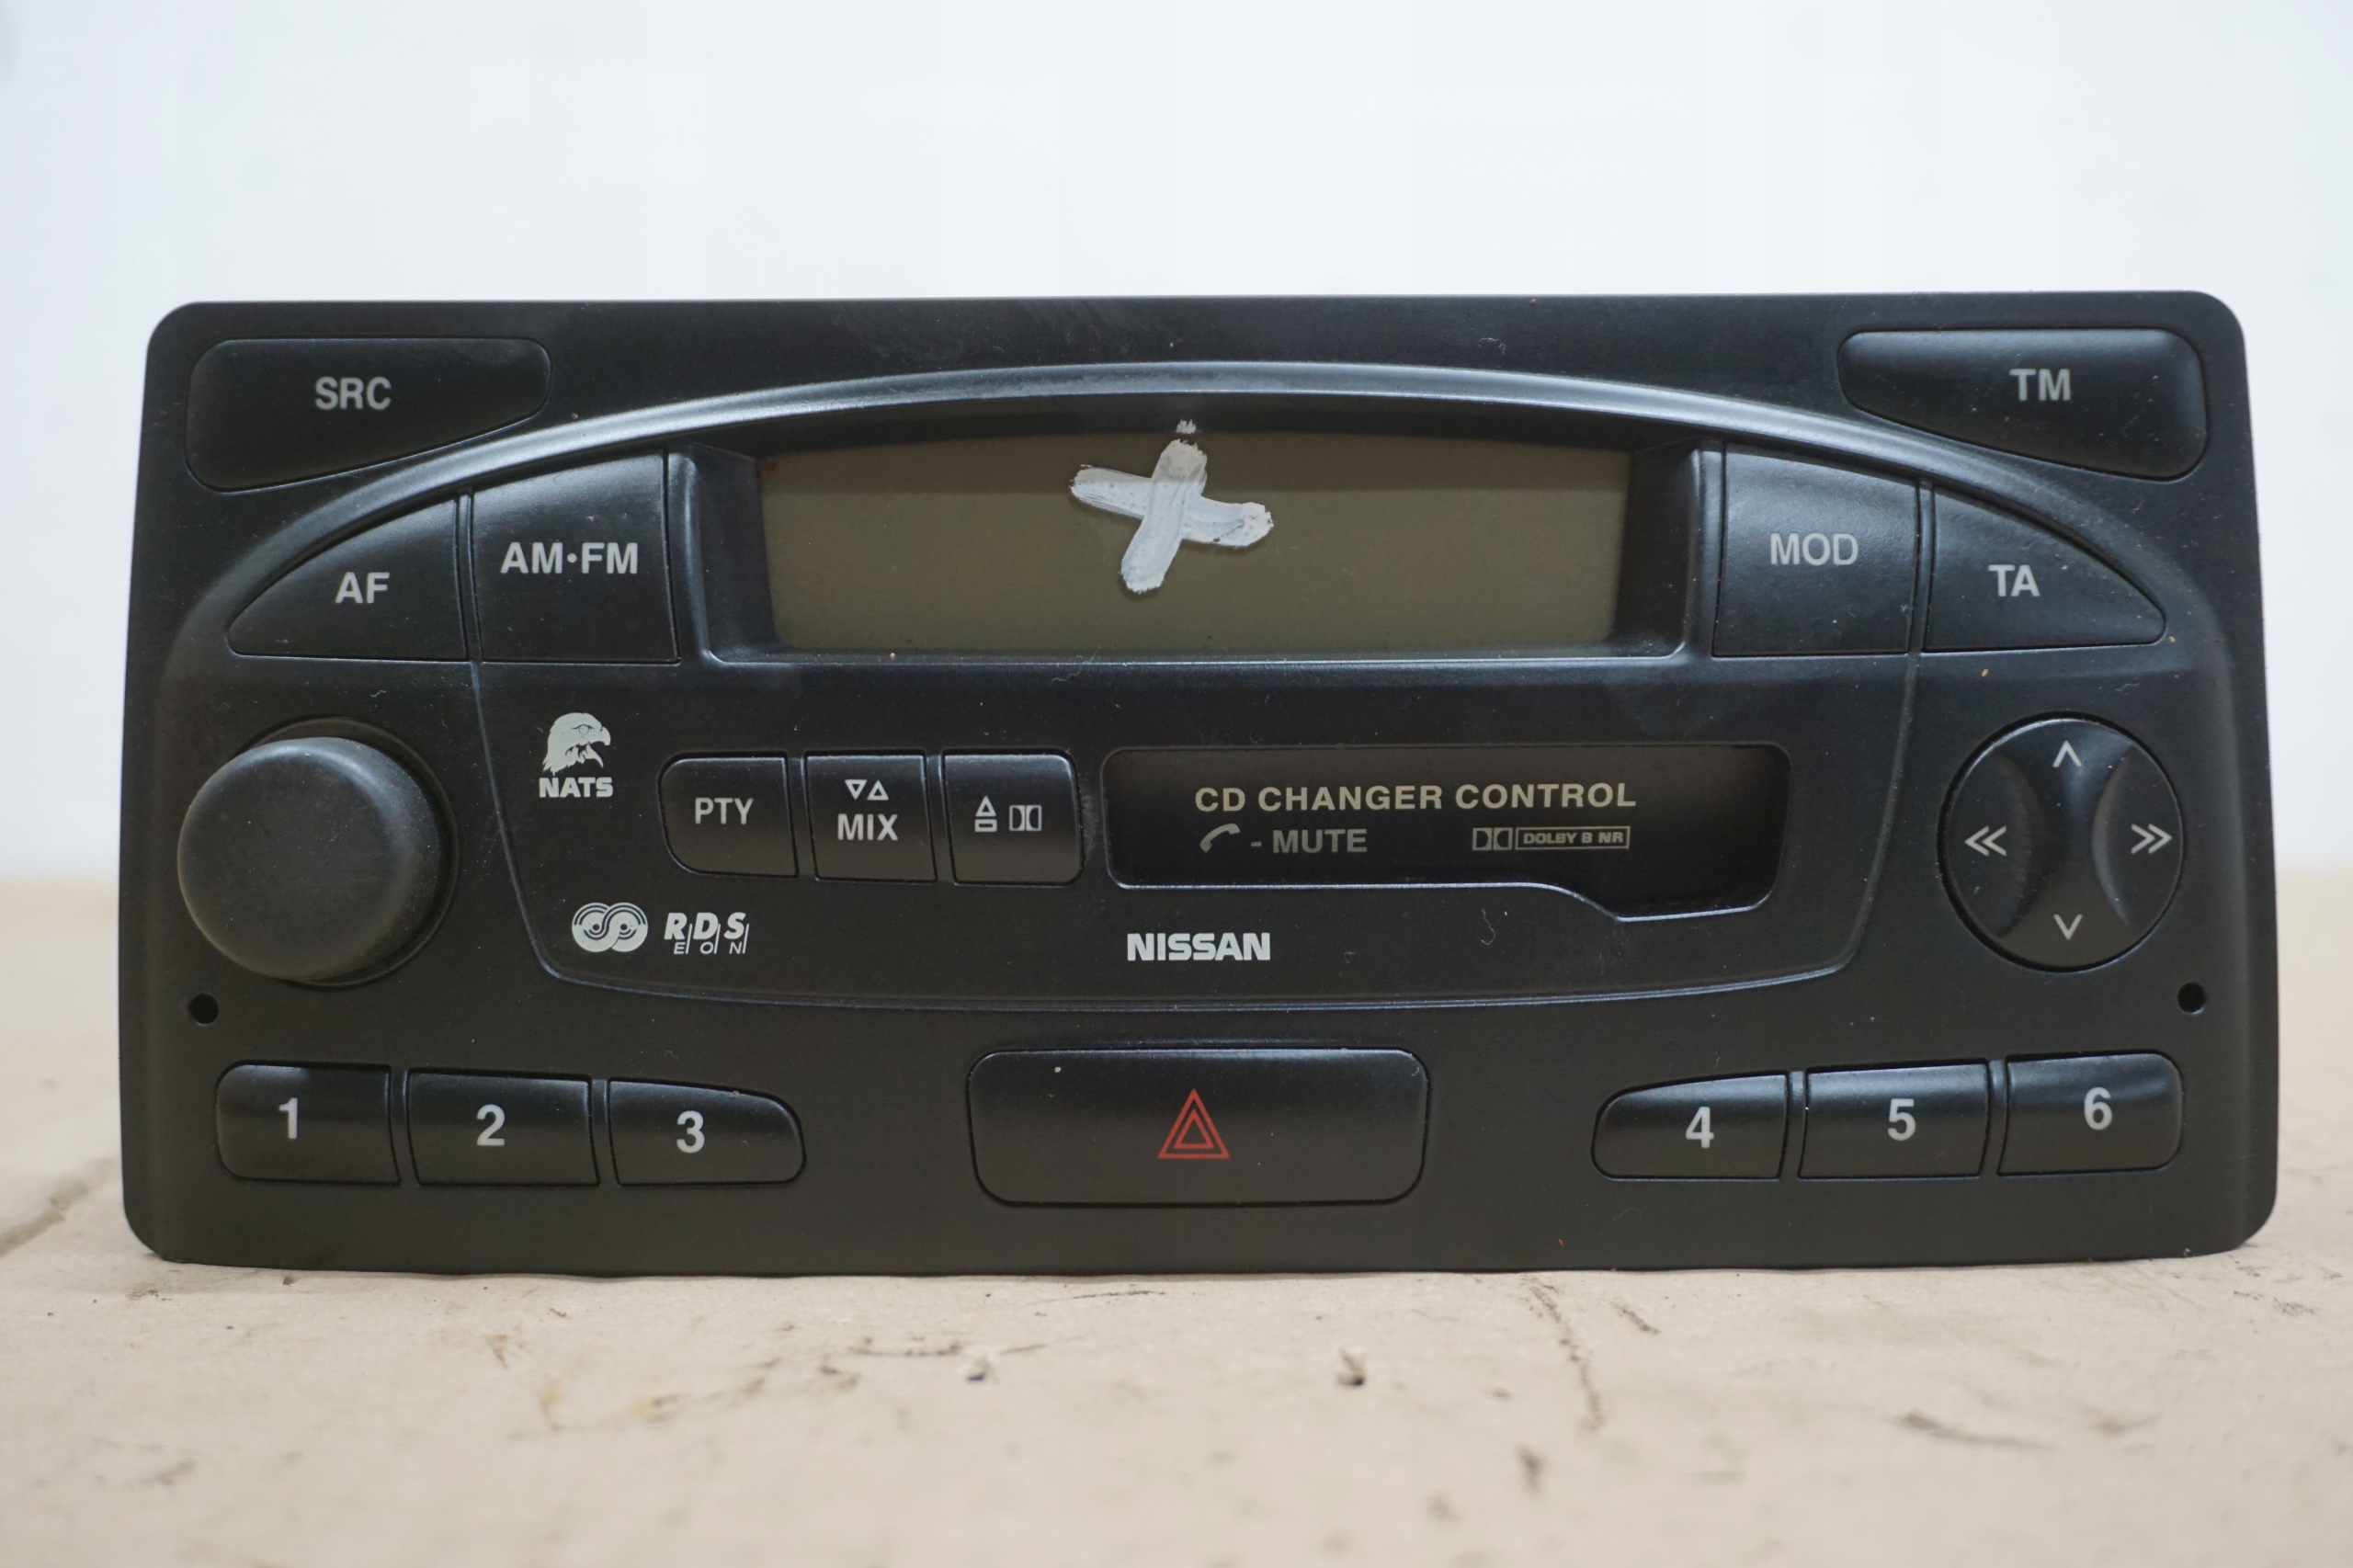 SRC
TM
AF
AM•FM
MOD
TA
NATS
PTY
MIX
CD CHANGER CONTROL
- MUTE
DOLBY B NR
R.D.S
EON
NISSAN
1
2
3
4
5
6